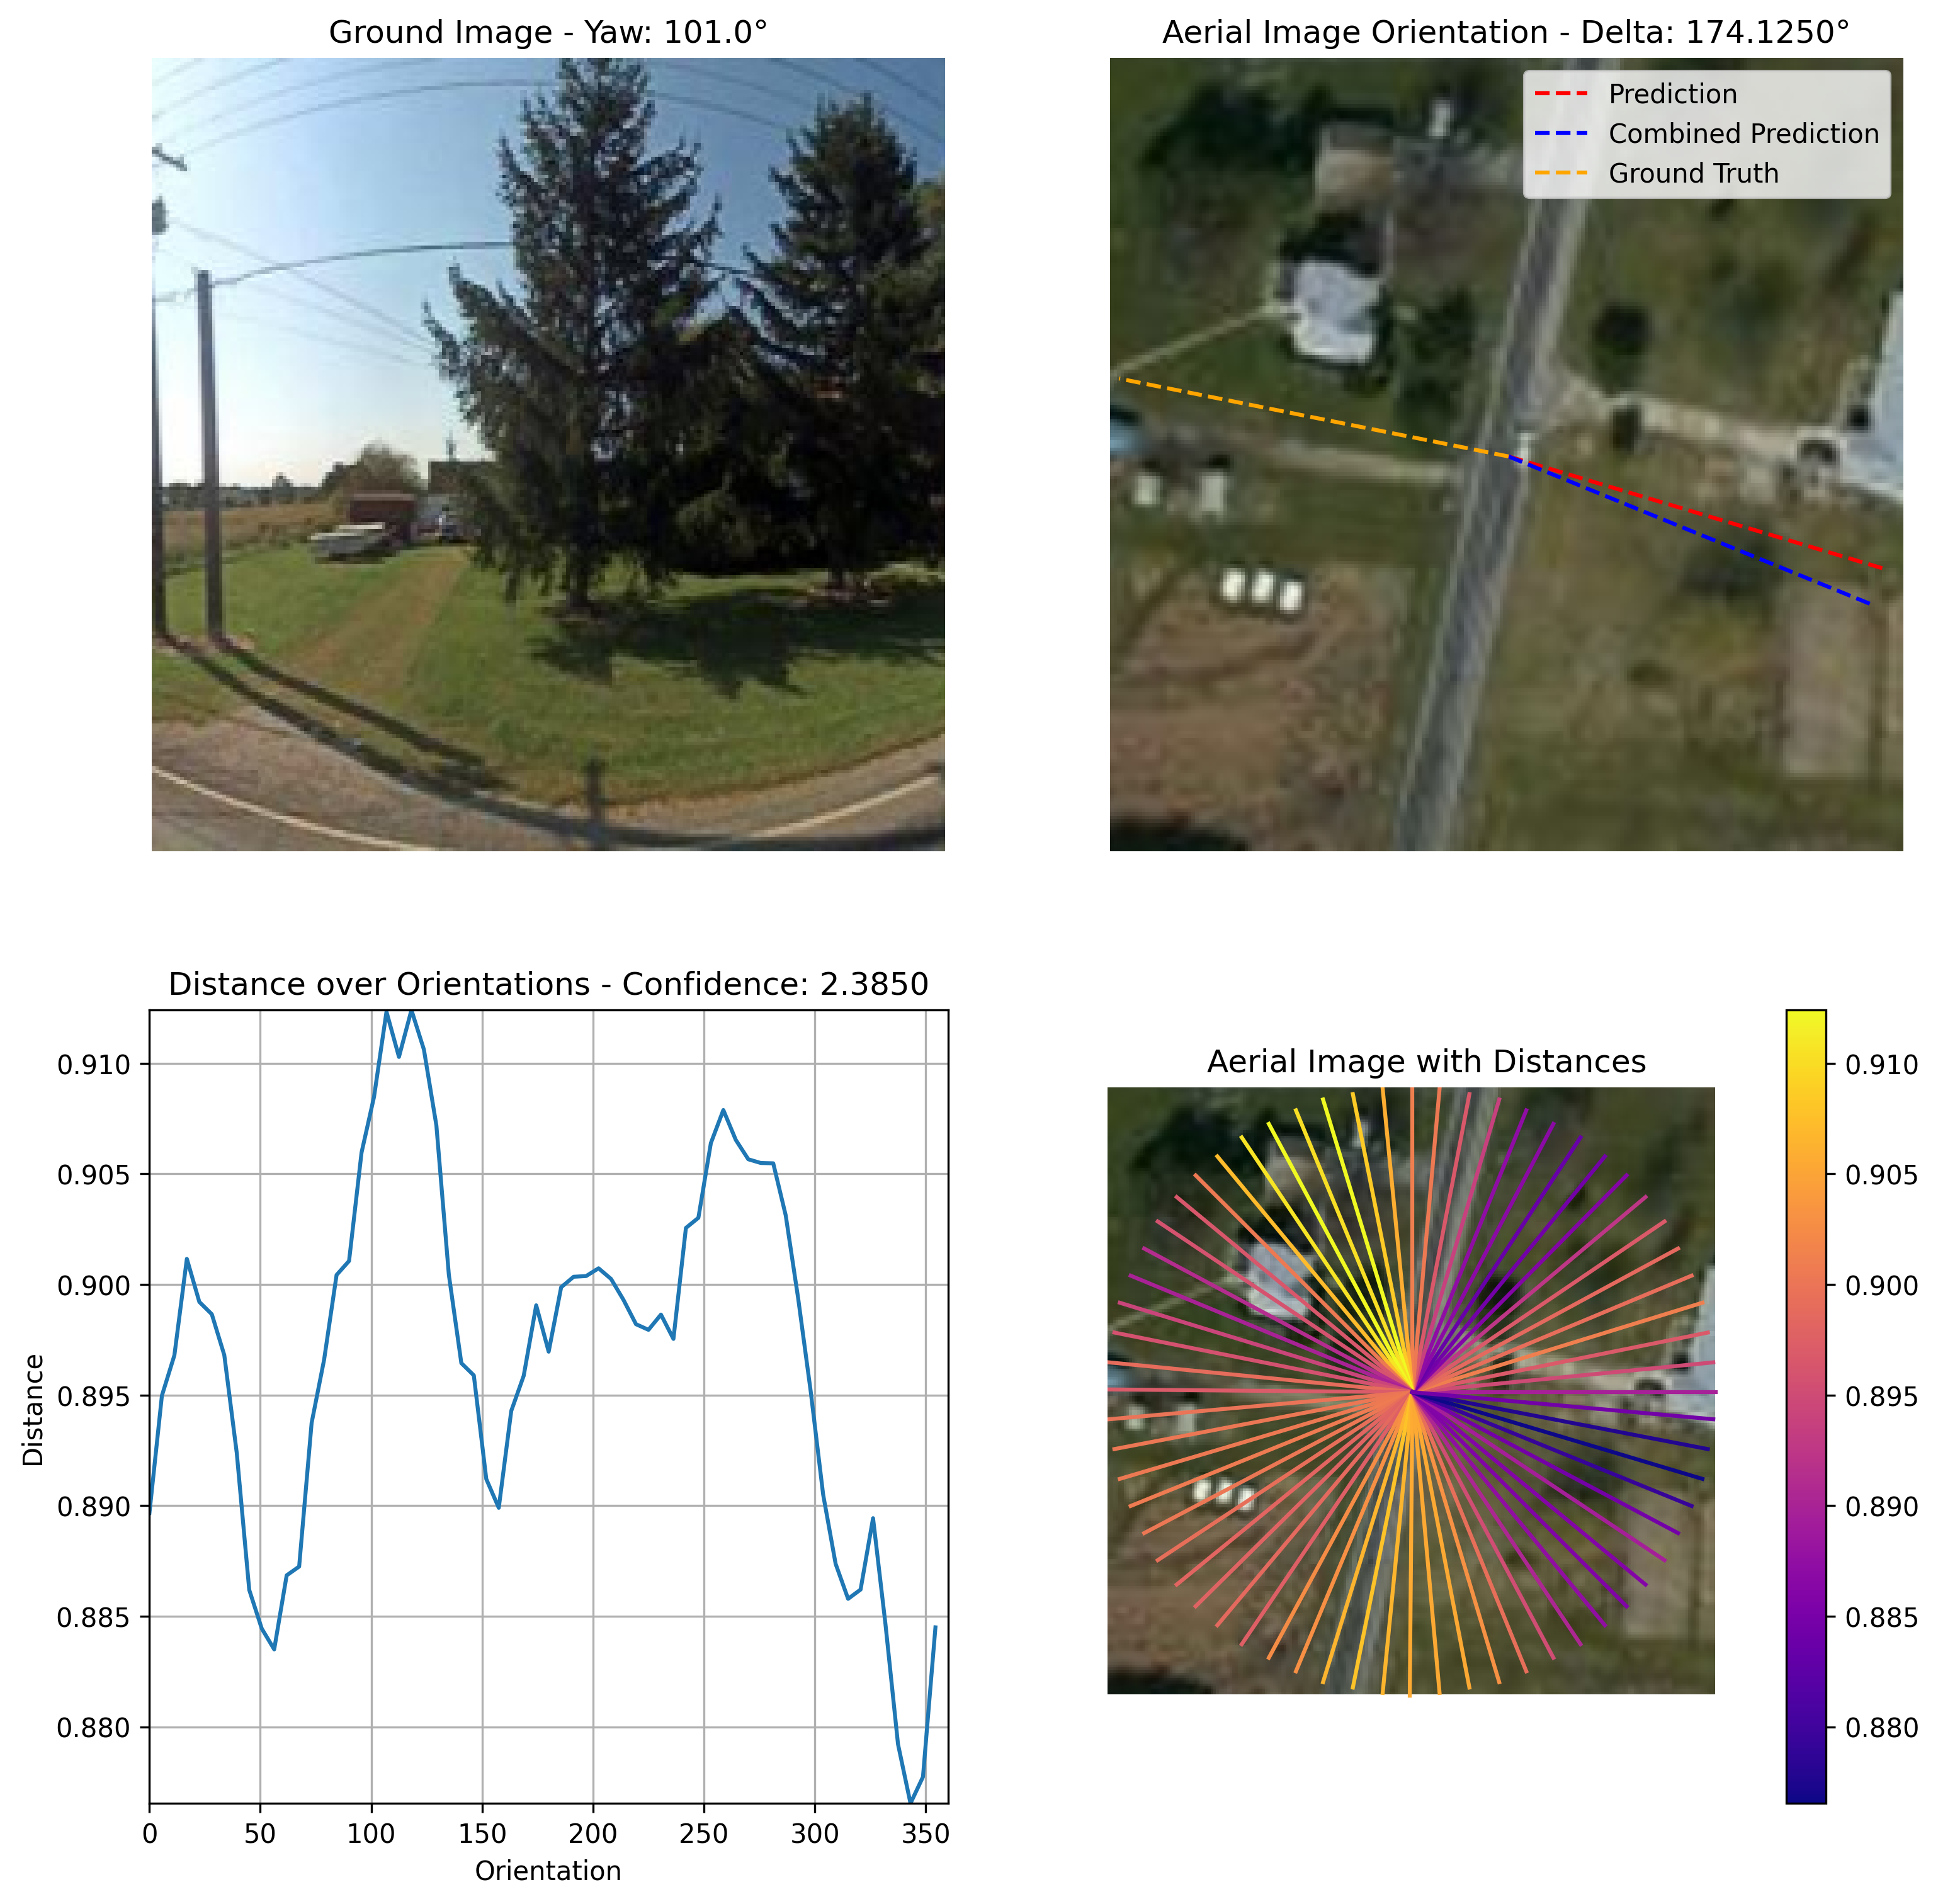 Ground Image - Yaw: 101.0°
Aerial Image Orientation - Delta: 174.1250°
Prediction
Combined Prediction
Ground Truth
Distance over Orientations - Confidence: 2.3850
0.910
0.905
0.900
0.895
0.890
0.885
0.880
Distance
0 50 100 150 200 250 300 350
Orientation
Aerial Image with Distances
0.910
0.905
0.900
0.895
0.890
0.885
0.880